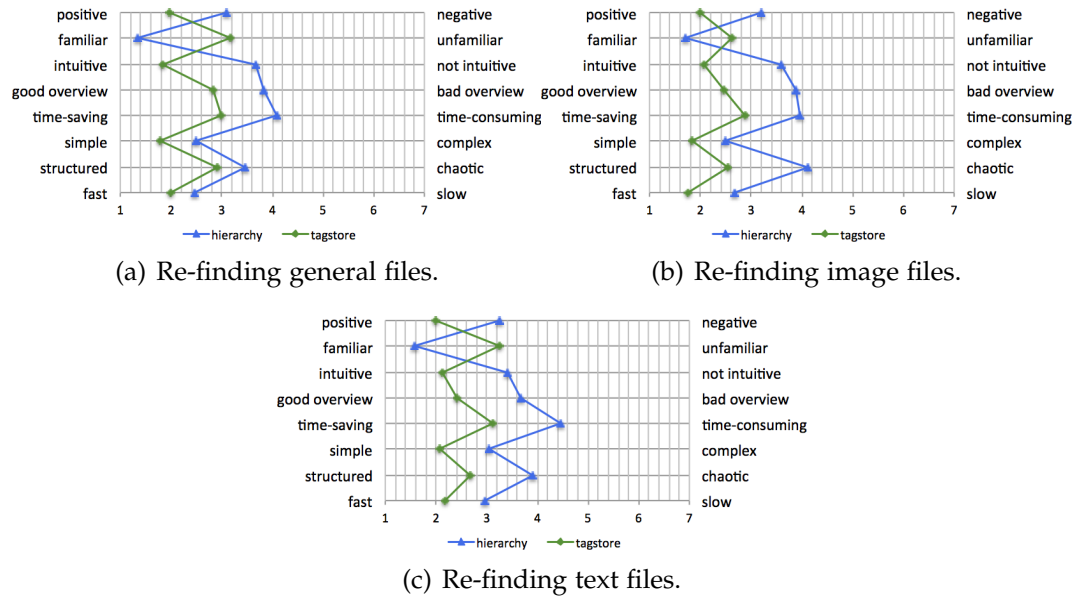 positive negative positive negative
familiar unfamiliar familiar unfamiliar
intuitive not intuitive intuitive not intuitive
good overview bad overview good overview bad overview
time-saving time-consuming time-saving time-consuming
simple complex simple complex
structured chaotic structured chaotic
fast slow fast slow
1 2 3 4 5 6 7 1 2 3 4 5 6 7
hierarchy tagstore hierarchy tagstore
(a) Re-finding general files. (b) Re-finding image files.
positive negative
familiar unfamiliar
intuitive not intuitive
good overview bad overview
time-saving time-consuming
simple complex
structured chaotic
fast slow
1 2 3 4 5 6 7
hierarchy tagstore
(c) Re-finding text files.